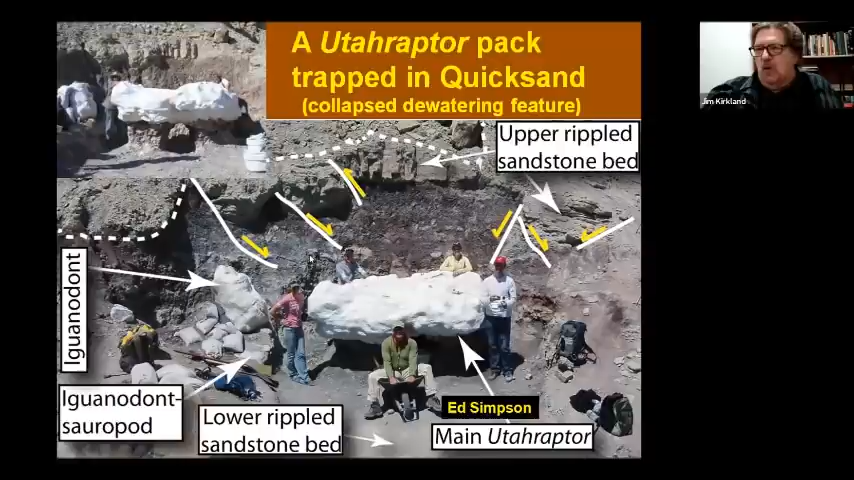 A Utahraptor pack
trapped in Quicksand
(collapsed dewatering feature)
Jim Kirkland
Upper rippled
sandstone bed
Iguanodont
Iguanodont-
sauropod
Lower rippled
sandstone bed
Ed Simpson
Main Utahraptor